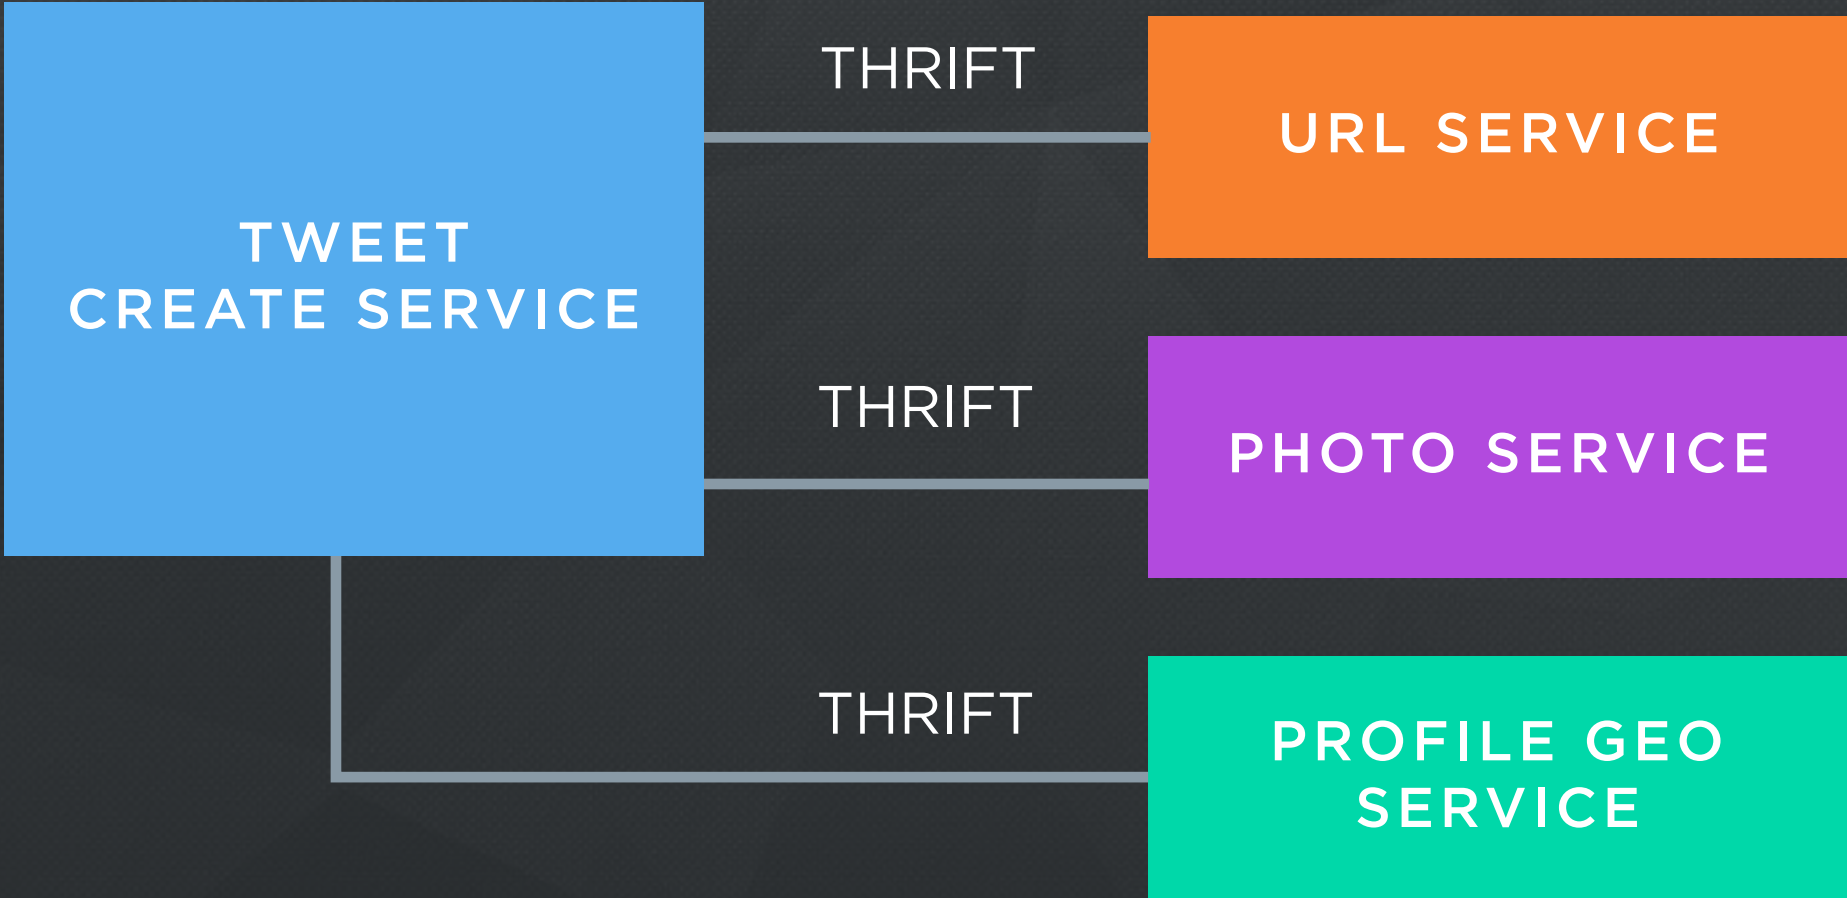 TWEET
CREATE SERVICE
THRIFT
URL SERVICE
THRIFT
PHOTO SERVICE
THRIFT
PROFILE GEO
SERVICE